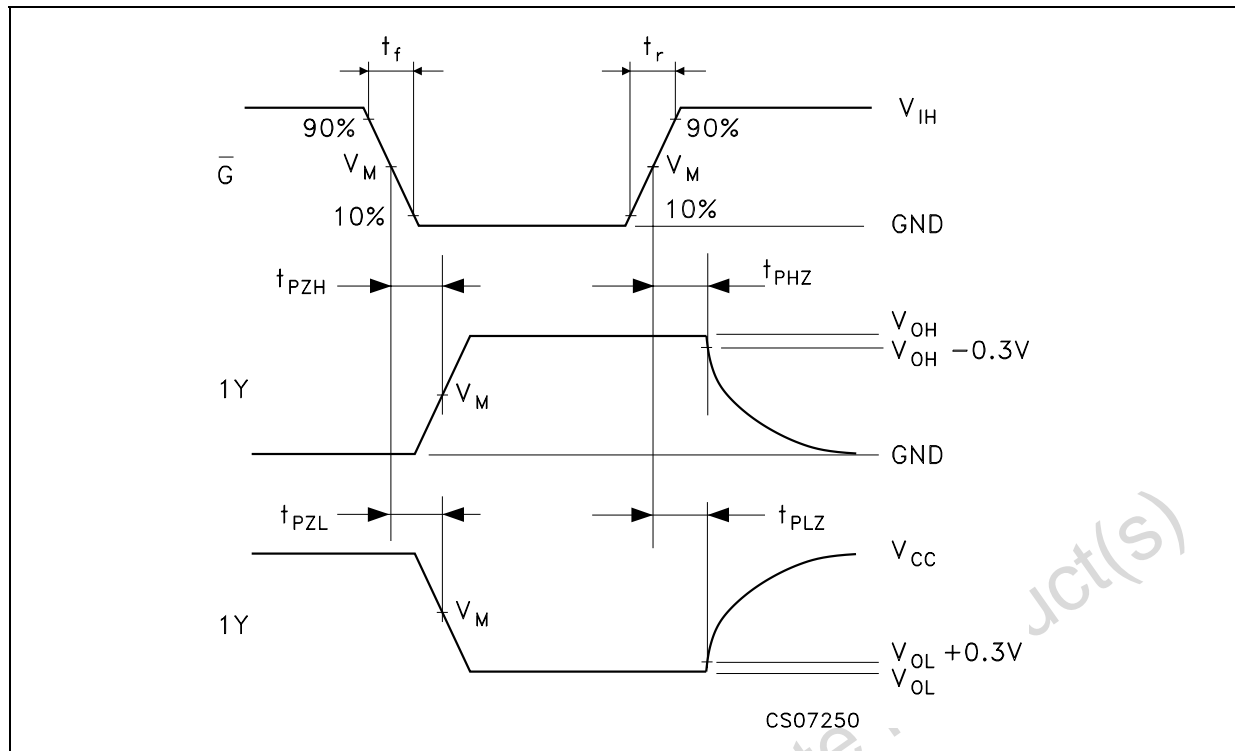 t_f t_r
V_IH
90% 90%
G̅ V_M V_M
10% 10%
GND
t_PZH t_PHZ
V_OH
V_OH −0.3V
1Y V_M
GND
t_PZL t_PLZ
V_CC
1Y V_M
V_OL +0.3V
V_OL
CS07250
uct(s)